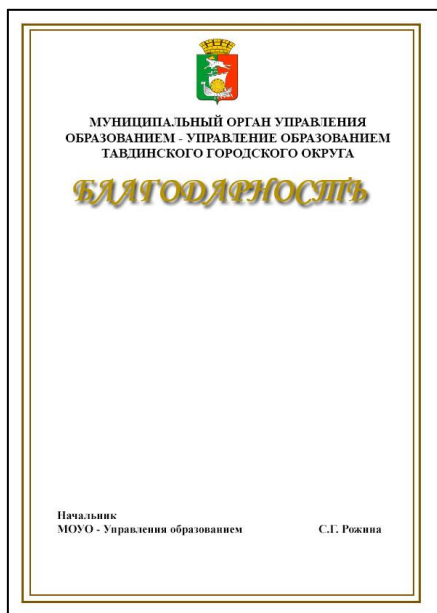 МУНИЦИПАЛЬНЫЙ ОРГАН УПРАВЛЕНИЯ
ОБРАЗОВАНИЕМ - УПРАВЛЕНИЕ ОБРАЗОВАНИЕМ
ТАВДИНСКОГО ГОРОДСКОГО ОКРУГА
БЛАГОДАРНОСТЬ
Начальник
МОУО - Управления образованием С.Г. Рожина